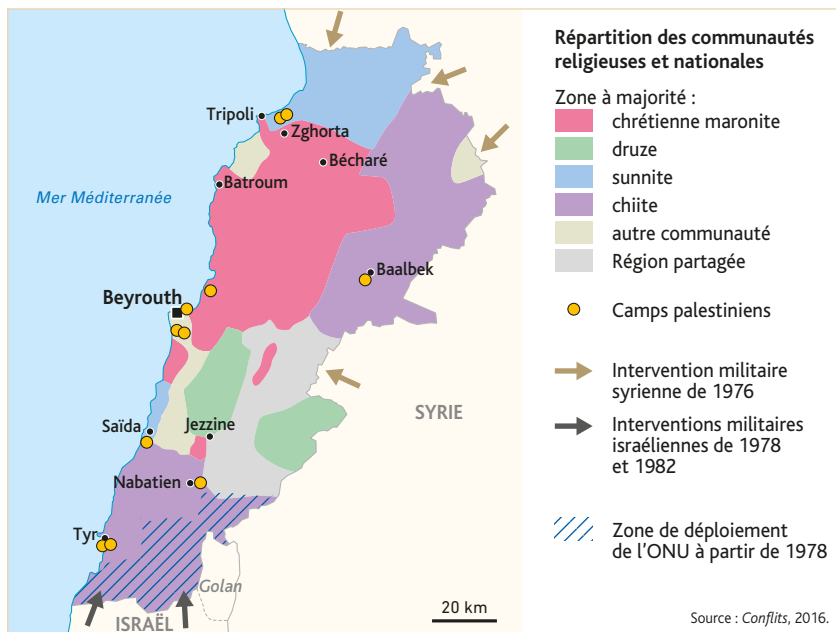 Tripoli
Zghorta
Bécharé
Batroum
Mer Méditerranée
Baalbek
Beyrouth
SYRIE
Saïda
Jezzine
Nabatien
Tyr
Golan
ISRAËL
20 km
Répartition des communautés
religieuses et nationales
Zone à majorité :
chrétienne maronite
druze
sunnite
chiite
autre communauté
Région partagée
Camps palestiniens
Intervention militaire
syrienne de 1976
Interventions militaires
israéliennes de 1978
et 1982
Zone de déploiement
de l'ONU à partir de 1978
Source : Conflits, 2016.